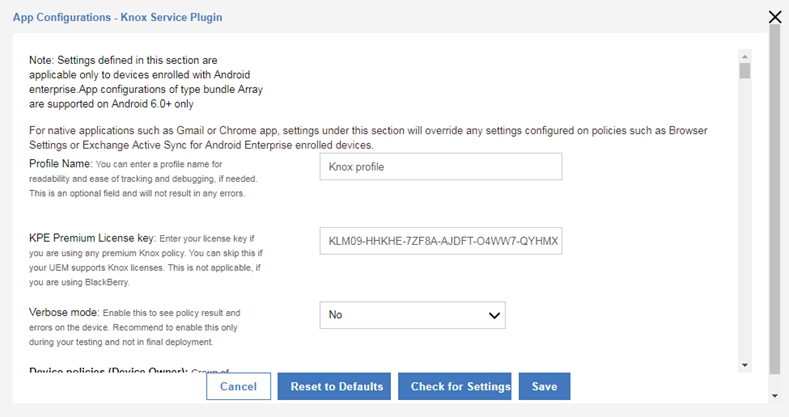 App Configurations - Knox Service Plugin
Note: Settings defined in this section are
applicable only to devices enrolled with Android
enterprise.App configurations of type bundle Array
are supported on Android 6.0+ only
For native applications such as Gmail or Chrome app, settings under this section will override any settings configured on policies such as Browser
Settings or Exchange Active Sync for Android Enterprise enrolled devices.
Profile Name: You can enter a profile name for
readability and ease of tracking and debugging, if needed.
This is an optional field and will not result in any errors.
Knox profile
KPE Premium License key: Enter your license key if
you are using any premium Knox policy. You can skip this if
your UEM supports Knox licenses. This is not applicable, if
you are using BlackBerry.
KLM09-HHKHE-7ZF8A-AJDFT-O4WW7-QYHMX
Verbose mode: Enable this to see policy result and
errors on the device. Recommend to enable this only
during your testing and not in final deployment.
No
Device policies (Device Owner): Group of
Cancel
Reset to Defaults
Check for Settings
Save